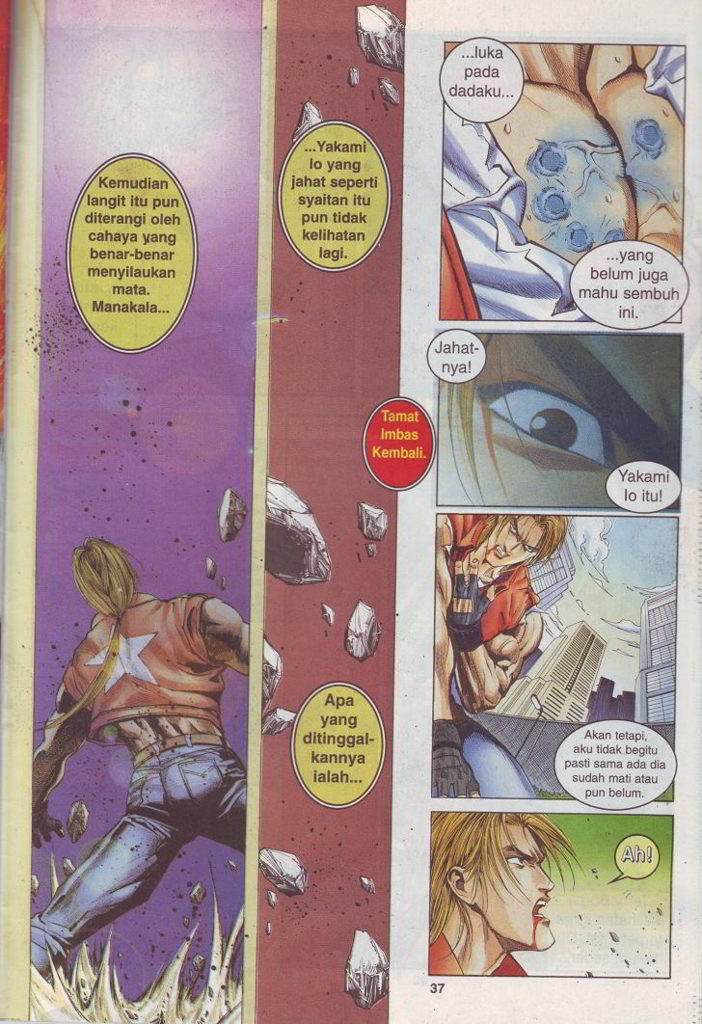 Kemudian
langit itu pun
diterangi oleh
cahaya yang
benar-benar
menyilaukan
mata.
Manakala...
...Yakami
Io yang
jahat seperti
syaitan itu
pun tidak
kelihatan
lagi.
Apa
yang
ditinggal-
kannya
ialah...
...luka
pada
dadaku...
...yang
belum juga
mahu sembuh
ini.
Tamat
Imbas
Kembali.
Jahat-
nya!
Yakami
Io itu!
Akan tetapi,
aku tidak begitu
pasti sama ada dia
sudah mati atau
pun belum.
Ah!
37